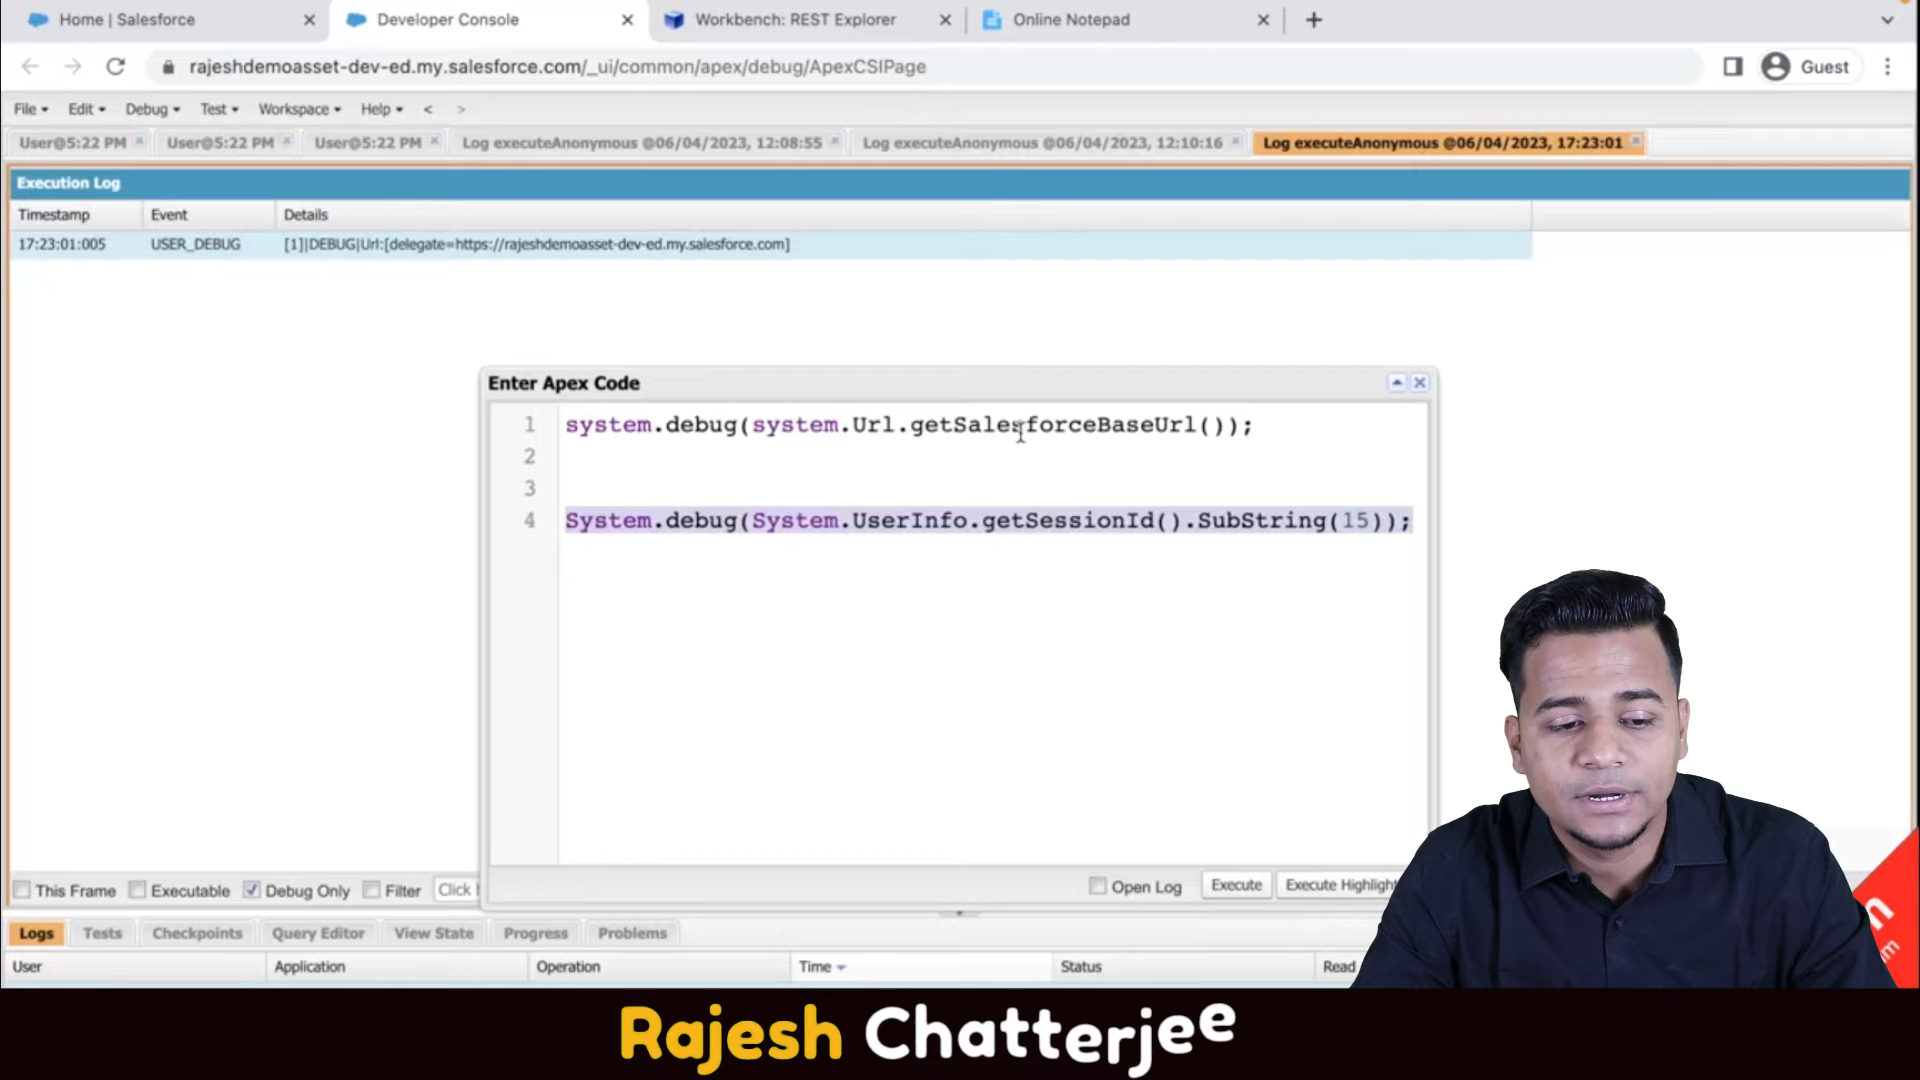 Home | Salesforce
Developer Console
Workbench: REST Explorer
Online Notepad
rajeshdemoasset-dev-ed.my.salesforce.com/_ui/common/apex/debug/ApexCSIPage
Guest
File Edit Debug Test Workspace Help < >
User@5:22 PM
User@5:22 PM
User@5:22 PM
Log executeAnonymous @06/04/2023, 12:08:55
Log executeAnonymous @06/04/2023, 12:10:16
Log executeAnonymous @06/04/2023, 17:23:01
Execution Log
Timestamp Event Details
17:23:01:005 USER_DEBUG [1]|DEBUG|Url:[delegate=https://rajeshdemoasset-dev-ed.my.salesforce.com]
Enter Apex Code
1 system.debug(system.Url.getSalesforceBaseUrl());
2
3
4 System.debug(System.UserInfo.getSessionId().SubString(15));
Open Log Execute Execute Highlight
This Frame Executable Debug Only Filter Click
Logs Tests Checkpoints Query Editor View State Progress Problems
User Application Operation Time Status Read
Rajesh Chatterjee